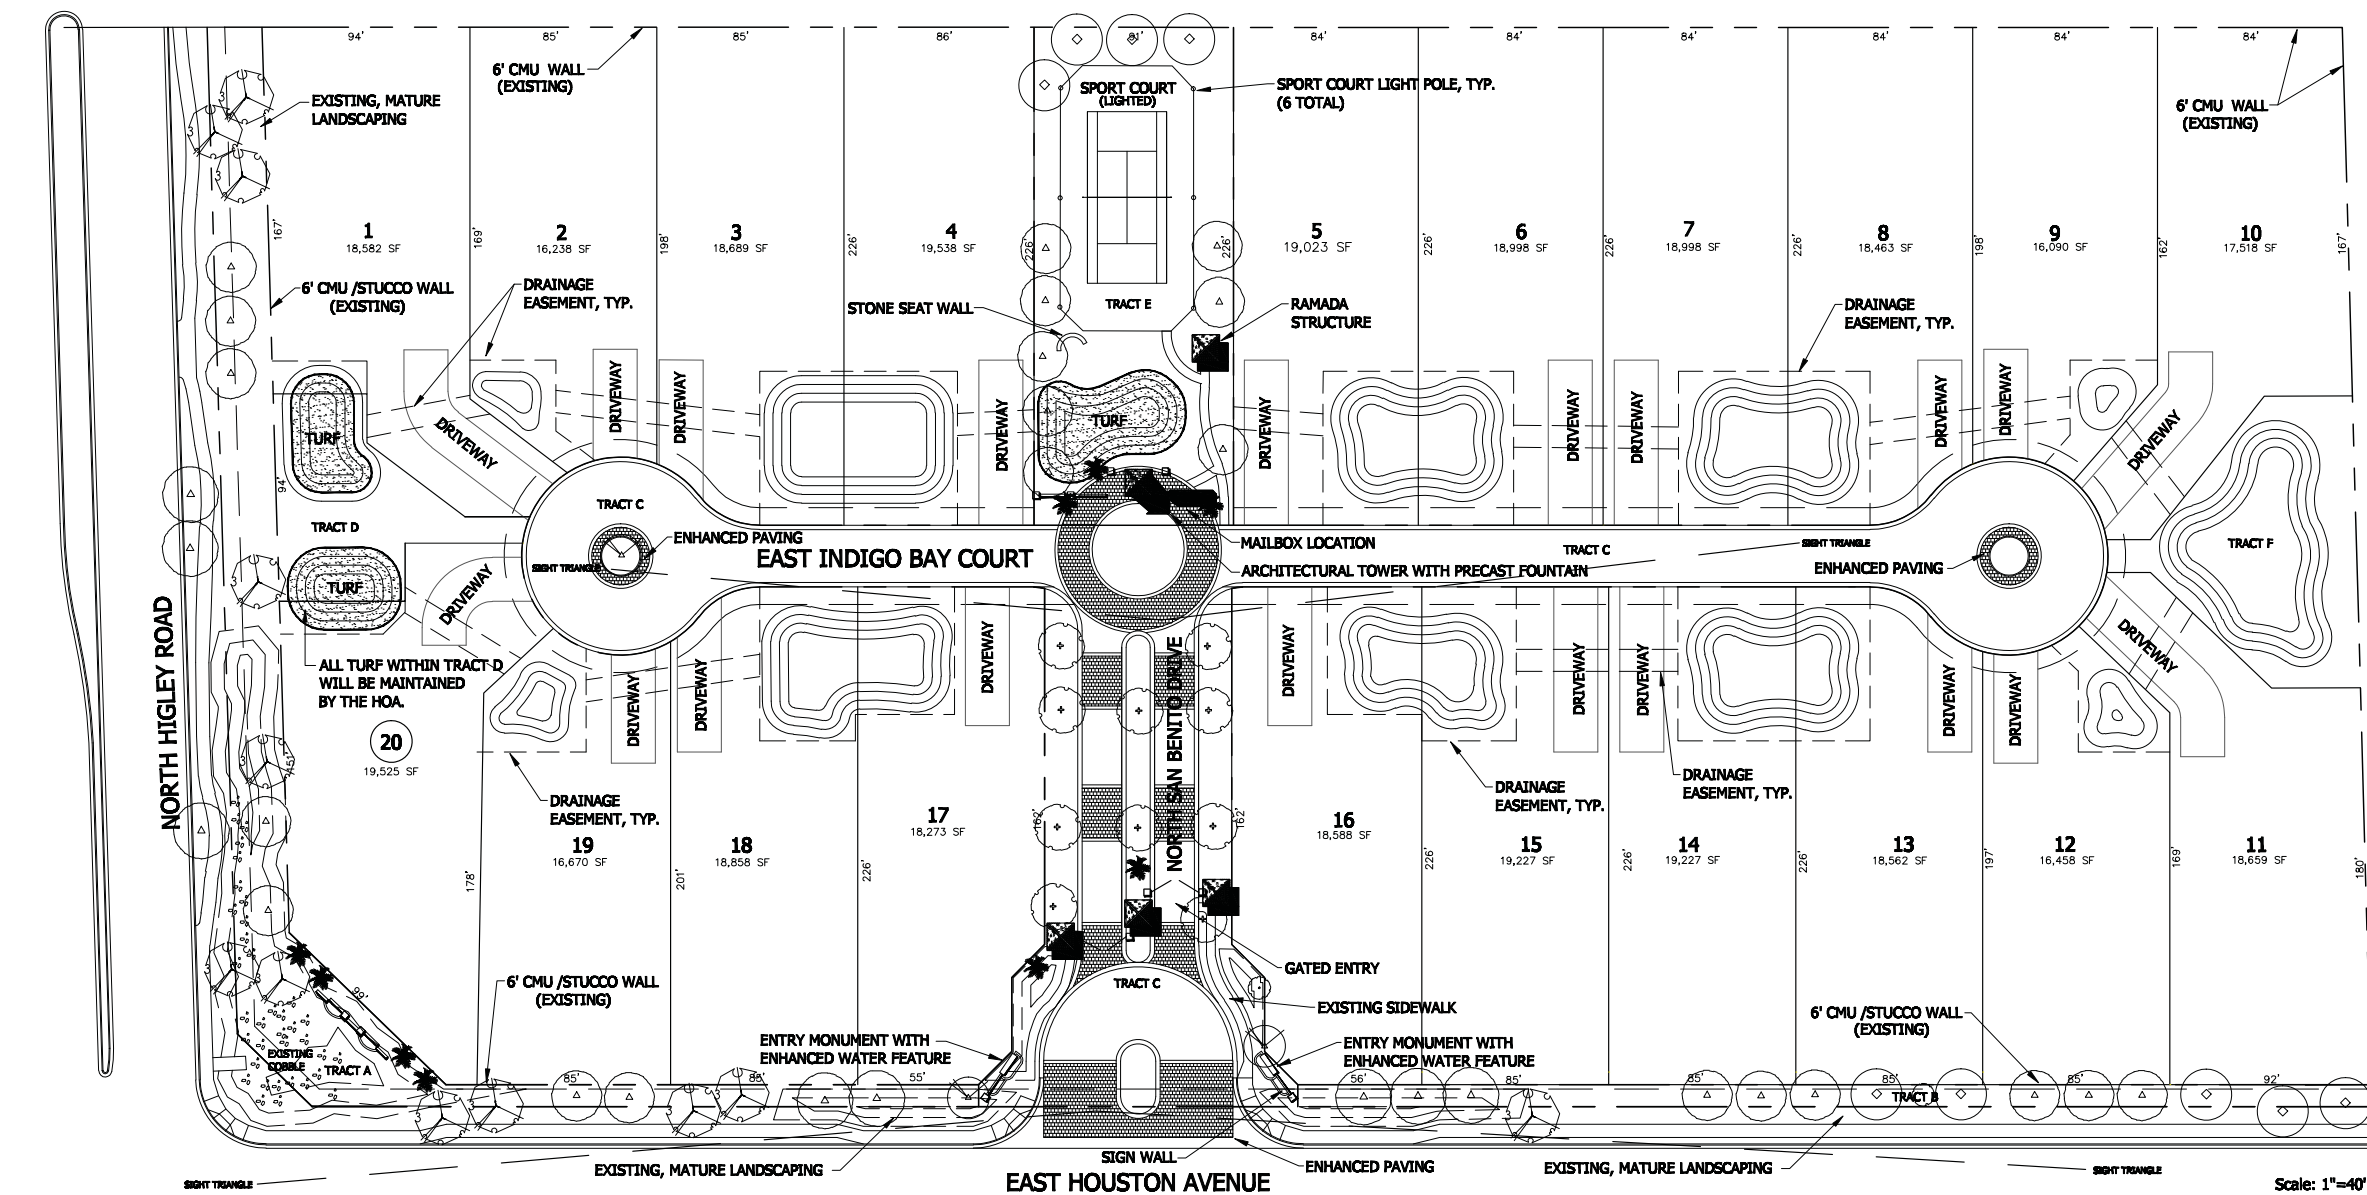 94'
85'
85'
86'
91'
84'
84'
84'
84'
84'
84'
6' CMU WALL
(EXISTING)
EXISTING, MATURE
LANDSCAPING
SPORT COURT
(LIGHTED)
SPORT COURT LIGHT POLE, TYP.
(6 TOTAL)
6' CMU WALL
(EXISTING)
167'
1
18,582 SF
169'
2
16,238 SF
198'
3
18,689 SF
226'
4
19,538 SF
226'
226'
5
19,023 SF
226'
6
18,998 SF
226'
7
18,998 SF
226'
8
18,463 SF
198'
9
16,090 SF
162'
10
17,518 SF
167'
6' CMU /STUCCO WALL
(EXISTING)
DRAINAGE
EASEMENT, TYP.
STONE SEAT WALL
TRACT E
RAMADA
STRUCTURE
DRAINAGE
EASEMENT, TYP.
TURF
DRIVEWAY
DRIVEWAY
DRIVEWAY
DRIVEWAY
TURF
DRIVEWAY
DRIVEWAY
DRIVEWAY
DRIVEWAY
DRIVEWAY
DRIVEWAY
94'
TRACT D
TRACT C
ENHANCED PAVING
EAST INDIGO BAY COURT
SIGHT TRIANGLE
MAILBOX LOCATION
ARCHITECTURAL TOWER WITH PRECAST FOUNTAIN
TRACT C
SIGHT TRIANGLE
ENHANCED PAVING
TRACT F
TURF
DRIVEWAY
NORTH HIGLEY ROAD
ALL TURF WITHIN TRACT D
WILL BE MAINTAINED
BY THE HOA.
DRIVEWAY
DRIVEWAY
DRIVEWAY
NORTH SAN BENITO DRIVE
DRIVEWAY
DRIVEWAY
DRIVEWAY
DRIVEWAY
DRIVEWAY
DRIVEWAY
20
19,525 SF
151'
DRAINAGE
EASEMENT, TYP.
DRAINAGE
EASEMENT, TYP.
DRAINAGE
EASEMENT, TYP.
178'
19
16,670 SF
201'
18
18,858 SF
226'
17
18,273 SF
162'
162'
16
18,588 SF
226'
15
19,227 SF
226'
14
19,227 SF
226'
13
18,562 SF
197'
12
16,458 SF
169'
11
18,659 SF
180'
99'
6' CMU /STUCCO WALL
(EXISTING)
GATED ENTRY
TRACT C
EXISTING SIDEWALK
6' CMU /STUCCO WALL
(EXISTING)
ENTRY MONUMENT WITH
ENHANCED WATER FEATURE
ENTRY MONUMENT WITH
ENHANCED WATER FEATURE
EXISTING
COBBLE
TRACT A
85'
85'
55'
56'
85'
85'
85'
85'
92'
TRACT B
SIGN WALL
EXISTING, MATURE LANDSCAPING
ENHANCED PAVING
EXISTING, MATURE LANDSCAPING
SIGHT TRIANGLE
EAST HOUSTON AVENUE
SIGHT TRIANGLE
Scale: 1"=40'